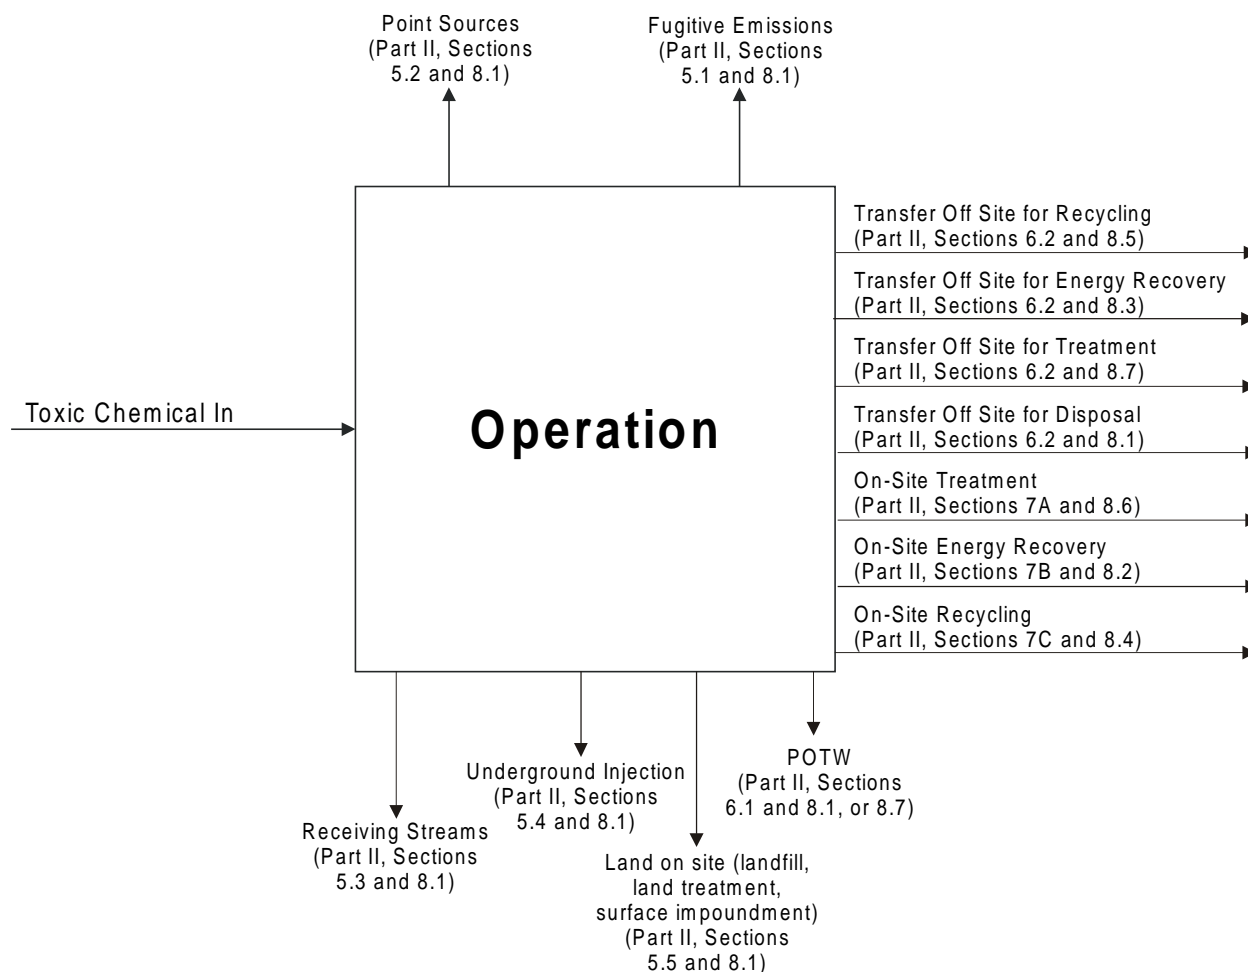 Point Sources
(Part II, Sections
5.2 and 8.1)
Fugitive Emissions
(Part II, Sections
5.1 and 8.1)
Transfer Off Site for Recycling
(Part II, Sections 6.2 and 8.5)
Transfer Off Site for Energy Recovery
(Part II, Sections 6.2 and 8.3)
Transfer Off Site for Treatment
(Part II, Sections 6.2 and 8.7)
Toxic Chemical In
Operation
Transfer Off Site for Disposal
(Part II, Sections 6.2 and 8.1)
On-Site Treatment
(Part II, Sections 7A and 8.6)
On-Site Energy Recovery
(Part II, Sections 7B and 8.2)
On-Site Recycling
(Part II, Sections 7C and 8.4)
Receiving Streams
(Part II, Sections
5.3 and 8.1)
Underground Injection
(Part II, Sections
5.4 and 8.1)
Land on site (landfill,
land treatment,
surface impoundment)
(Part II, Sections
5.5 and 8.1)
POTW
(Part II, Sections
6.1 and 8.1, or 8.7)